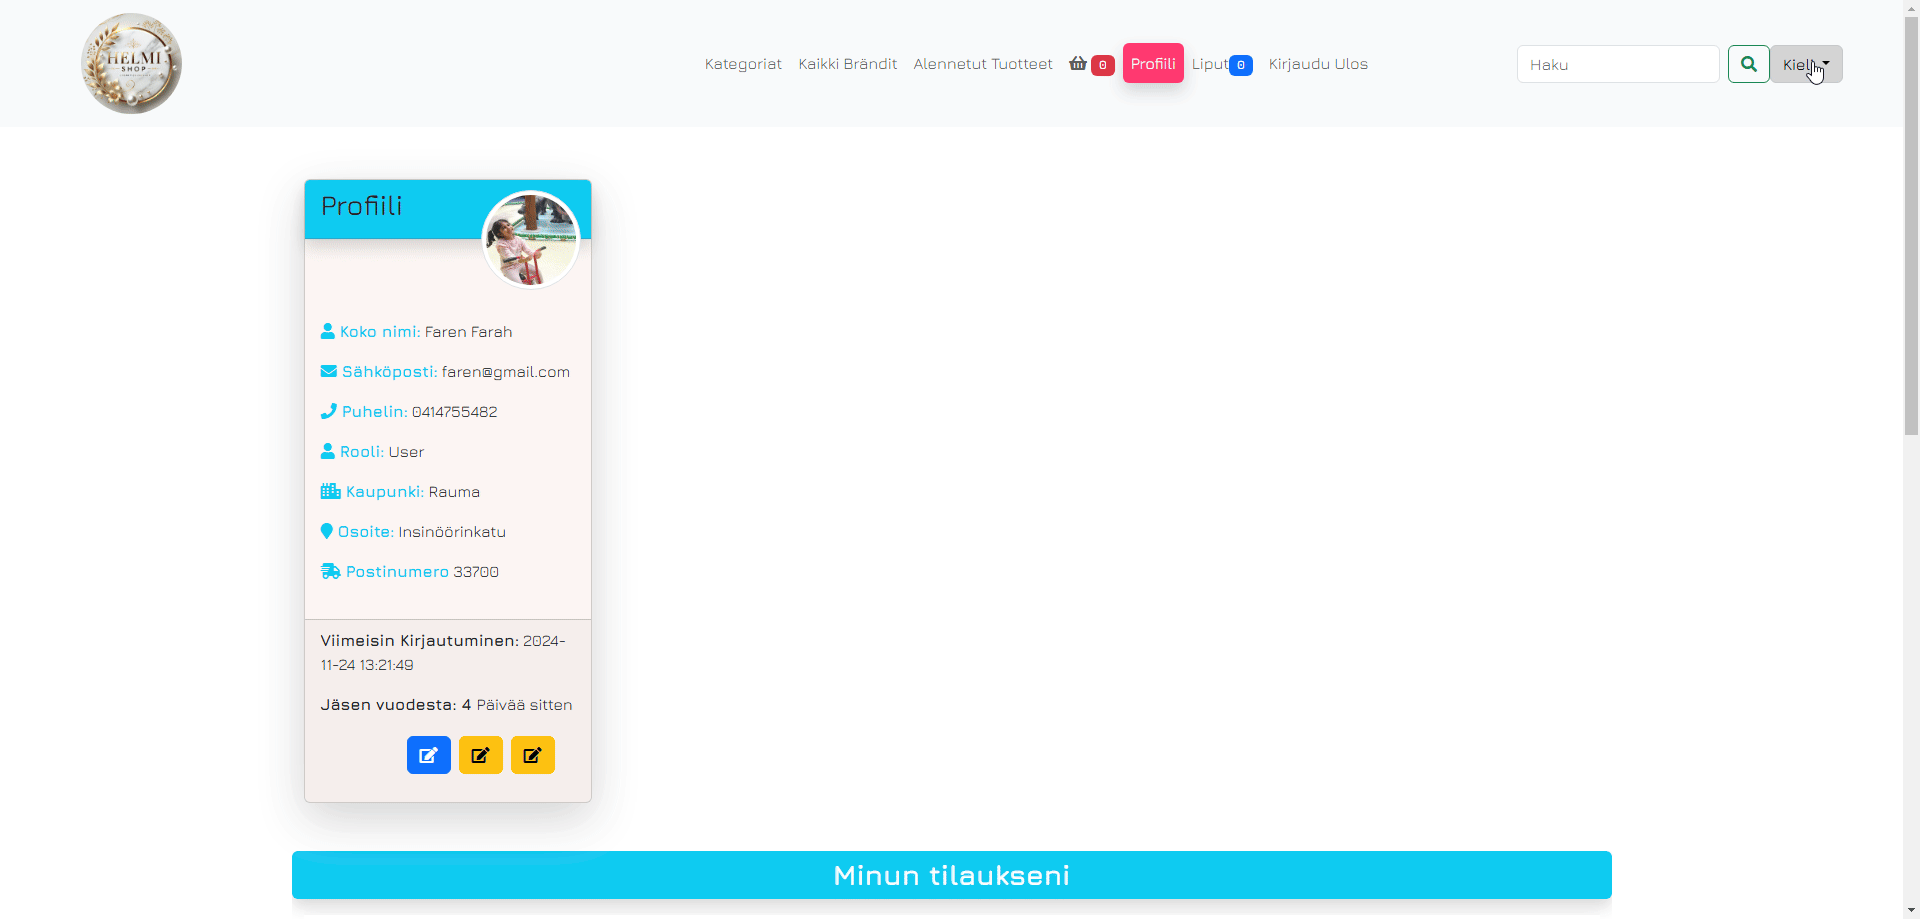 HELMI
SHOP
Kategoriat Kaikki Brändit Alennetut Tuotteet 0 Profiili Liput 0 Kirjaudu Ulos
Haku
Profiili
Koko nimi: Faren Farah
Sähköposti: faren@gmail.com
Puhelin: 0414755482
Rooli: User
Kaupunki: Rauma
Osoite: Insinöörinkatu
Postinumero 33700
Viimeisin Kirjautuminen: 2024-
11-24 13:21:49
Jäsen vuodesta: 4 Päivää sitten
Minun tilaukseni